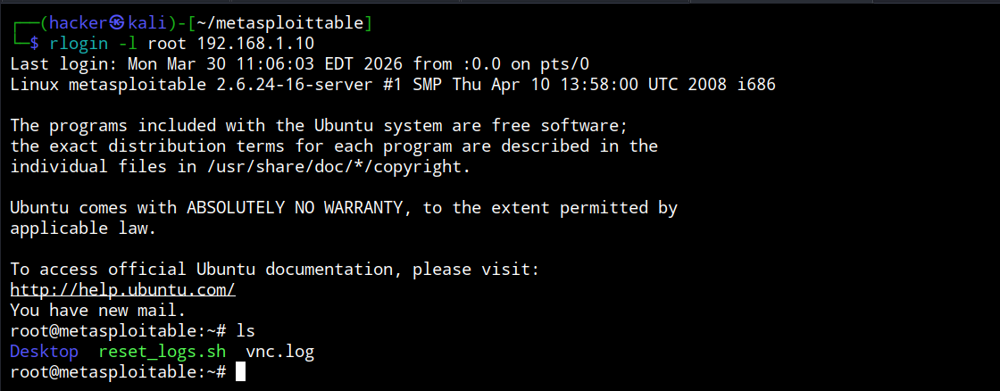 ┌──(hacker㉿kali)-[~/metasploittable]
└─$ rlogin -l root 192.168.1.10
Last login: Mon Mar 30 11:06:03 EDT 2026 from :0.0 on pts/0
Linux metasploitable 2.6.24-16-server #1 SMP Thu Apr 10 13:58:00 UTC 2008 i686
The programs included with the Ubuntu system are free software;
the exact distribution terms for each program are described in the
individual files in /usr/share/doc/*/copyright.
Ubuntu comes with ABSOLUTELY NO WARRANTY, to the extent permitted by
applicable law.
To access official Ubuntu documentation, please visit:
http://help.ubuntu.com/
You have new mail.
root@metasploitable:~# ls
Desktop  reset_logs.sh  vnc.log
root@metasploitable:~#